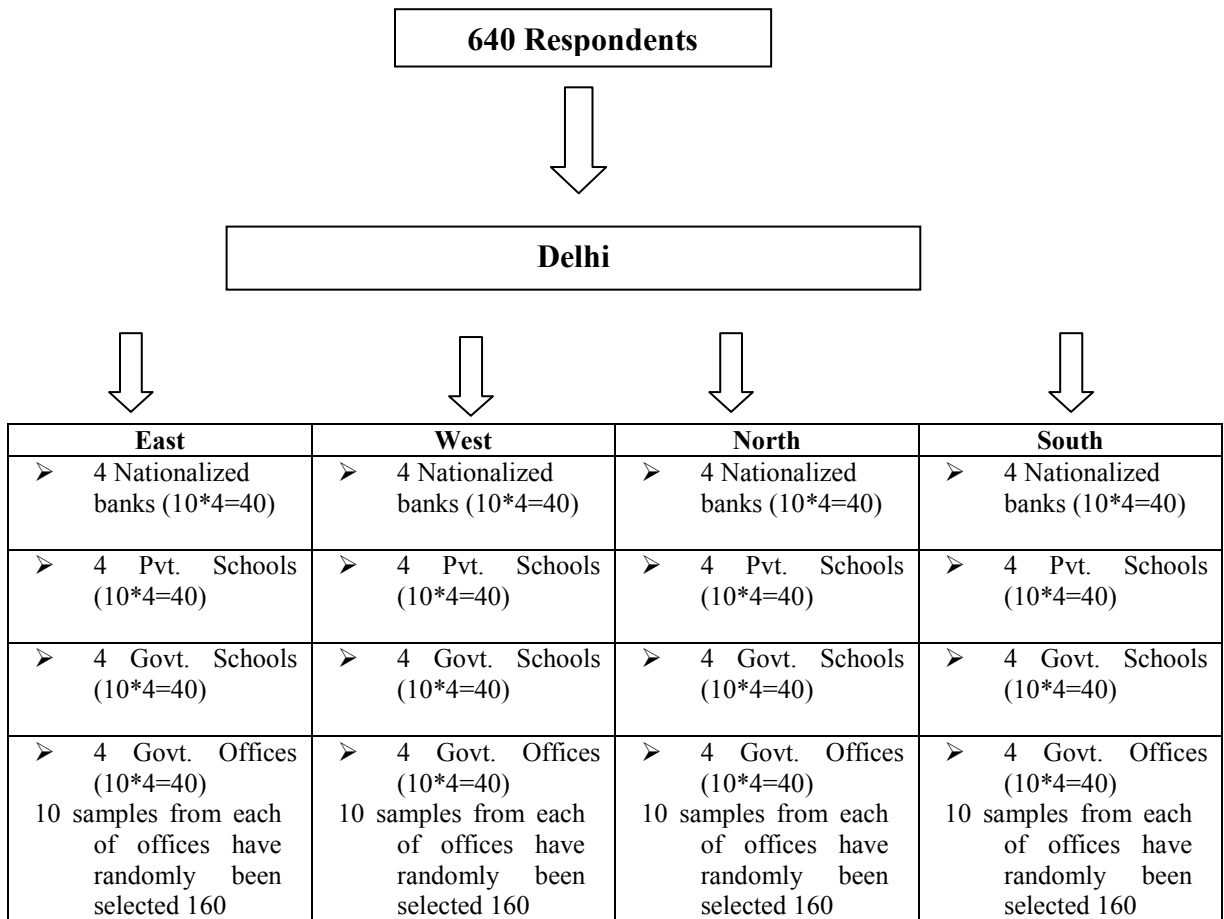 640 Respondents
Delhi
East West North South
➢ 4 Nationalized ➢ 4 Nationalized ➢ 4 Nationalized ➢ 4 Nationalized
banks (10*4=40) banks (10*4=40) banks (10*4=40) banks (10*4=40)
➢ 4 Pvt. Schools ➢ 4 Pvt. Schools ➢ 4 Pvt. Schools ➢ 4 Pvt. Schools
(10*4=40) (10*4=40) (10*4=40) (10*4=40)
➢ 4 Govt. Schools ➢ 4 Govt. Schools ➢ 4 Govt. Schools ➢ 4 Govt. Schools
(10*4=40) (10*4=40) (10*4=40) (10*4=40)
➢ 4 Govt. Offices ➢ 4 Govt. Offices ➢ 4 Govt. Offices ➢ 4 Govt. Offices
(10*4=40) (10*4=40) (10*4=40) (10*4=40)
10 samples from each 10 samples from each 10 samples from each 10 samples from each
of offices have of offices have of offices have of offices have
randomly been randomly been randomly been randomly been
selected 160 selected 160 selected 160 selected 160